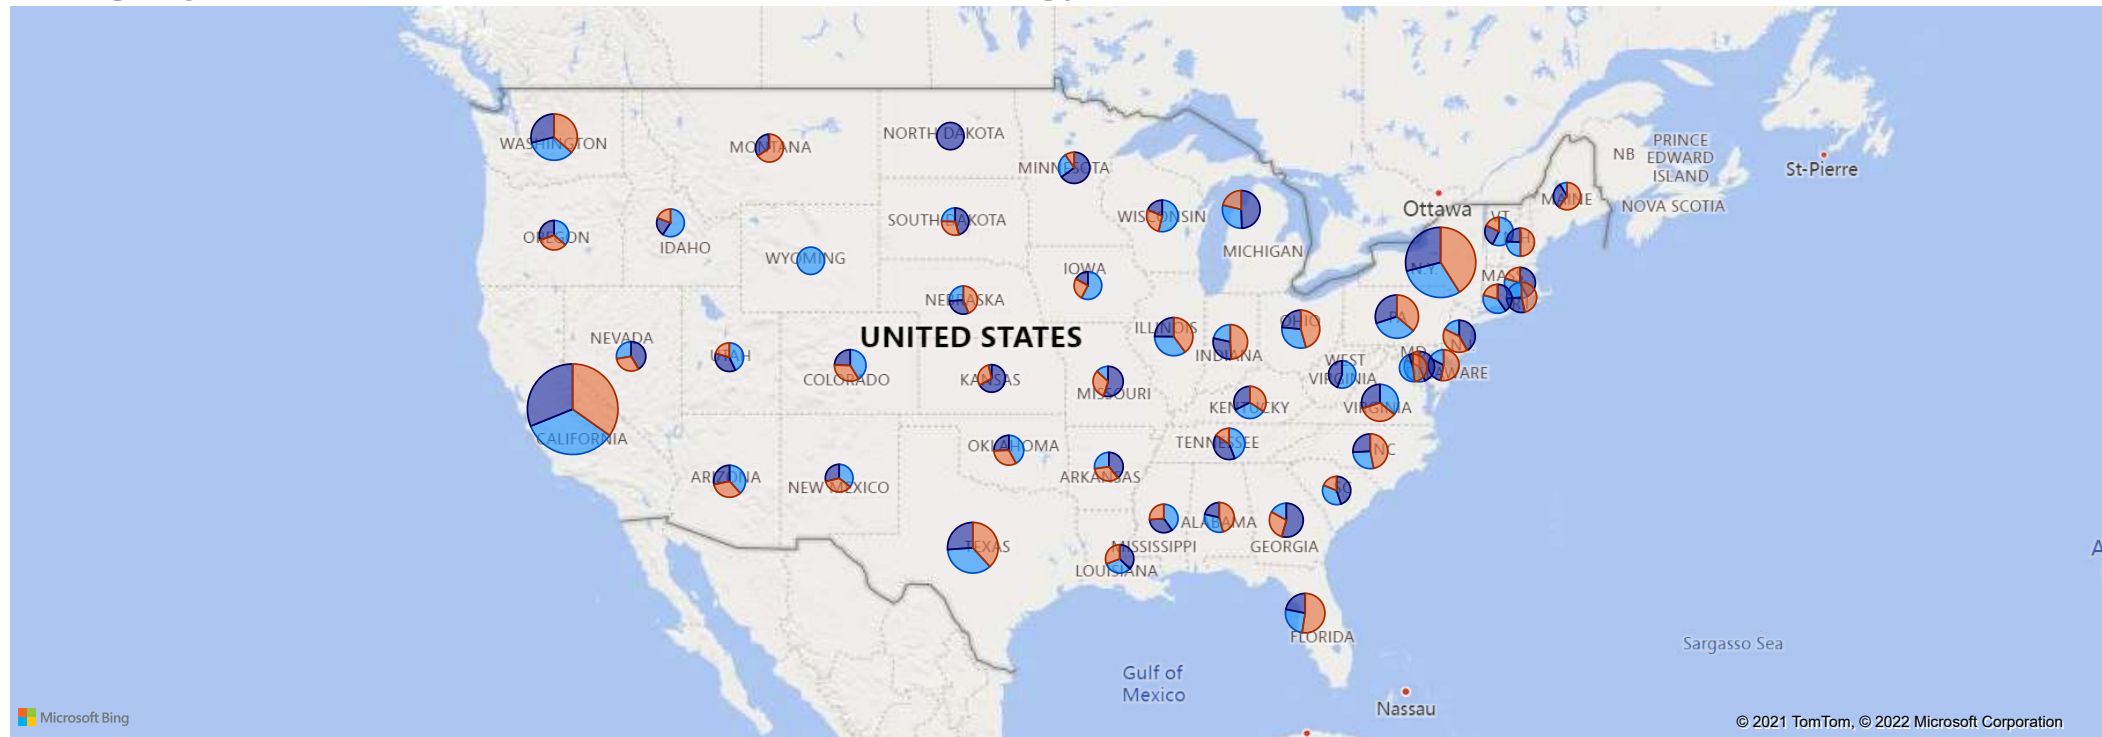 WASHINGTON
MONTANA
NORTH DAKOTA
MINNESOTA
OREGON
IDAHO
SOUTH DAKOTA
WISCONSIN
MICHIGAN
WYOMING
IOWA
NEBRASKA
UNITED STATES
NEVADA
UTAH
COLORADO
KANSAS
MISSOURI
ILLINOIS
INDIANA
OHIO
WEST
VIRGINIA
KENTUCKY
VIRGINIA
CALIFORNIA
ARIZONA
NEW MEXICO
OKLAHOMA
ARKANSAS
TENNESSEE
NC
SC
TEXAS
LOUISIANA
MISSISSIPPI
ALABAMA
GEORGIA
FLORIDA
Ottawa
N.Y.
PA
MD
VT
MAINE
NB
PRINCE
EDWARD
ISLAND
NOVA SCOTIA
St-Pierre
Gulf of
Mexico
Nassau
Sargasso Sea
Microsoft Bing
© 2021 TomTom, © 2022 Microsoft Corporation